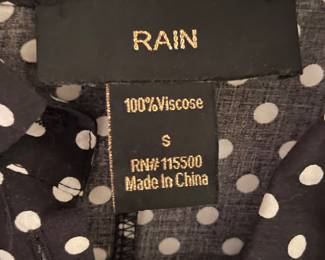 RAIN
100%Viscose
S
RN#115500
Made In China